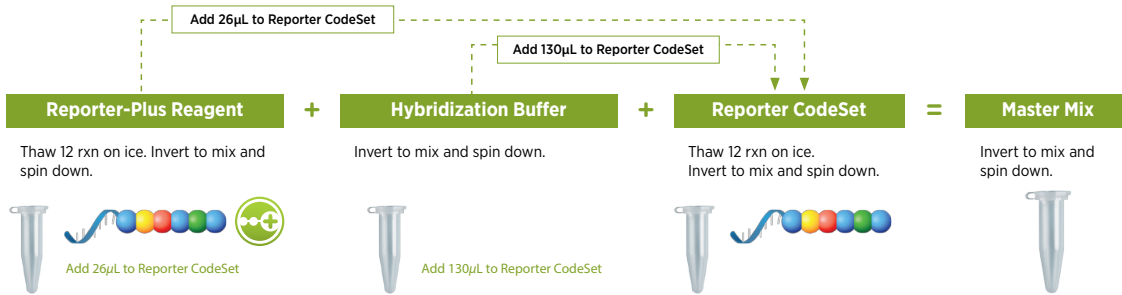 Add 26µL to Reporter CodeSet
Add 130µL to Reporter CodeSet
Reporter-Plus Reagent + Hybridization Buffer + Reporter CodeSet = Master Mix
Thaw 12 rxn on ice. Invert to mix and
spin down.
Invert to mix and spin down.
Thaw 12 rxn on ice.
Invert to mix and spin down.
Invert to mix and
spin down.
Add 26µL to Reporter CodeSet
Add 130µL to Reporter CodeSet